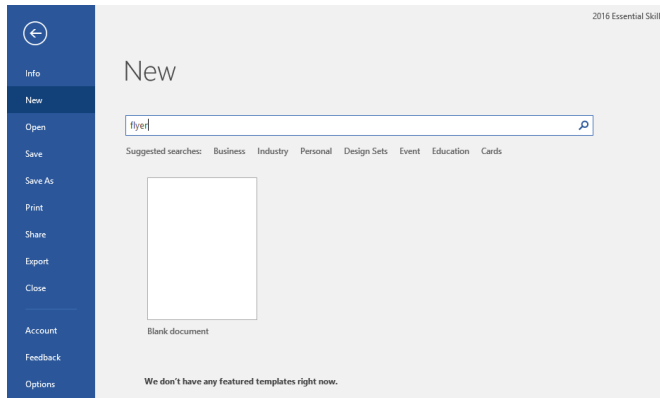 2016 Essential Skill
Info
New
Open
Save
Save As
Print
Share
Export
Close
Account
Feedback
Options
New
flyer
Suggested searches: Business Industry Personal Design Sets Event Education Cards
Blank document
We don't have any featured templates right now.